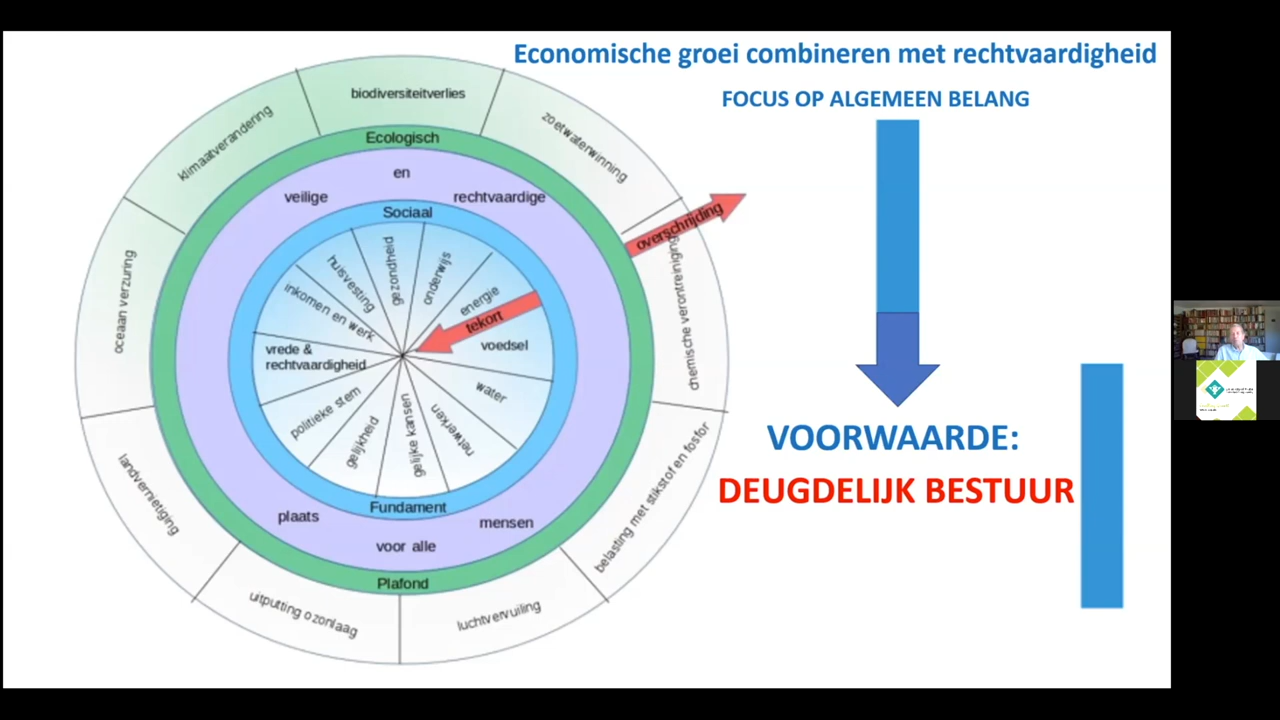 Economische groei combineren met rechtvaardigheid
FOCUS OP ALGEMEEN BELANG
VOORWAARDE:
DEUGDELIJK BESTUUR
biodiversiteitverlies
zoetwaterwinning
chemische verontreiniging
belasting met stikstof en fosfor
luchtvervuiling
uitputting ozonlaag
landvernietiging
oceaan verzuring
klimaatverandering
overschrijding
Ecologisch
en
veilige
rechtvaardige
Sociaal
gezondheid
onderwijs
energie
tekort
voedsel
water
netwerken
gelijke kansen
gelijkheid
politieke stem
vrede &
rechtvaardigheid
inkomen en werk
huisvesting
Fundament
plaats
mensen
voor alle
Plafond